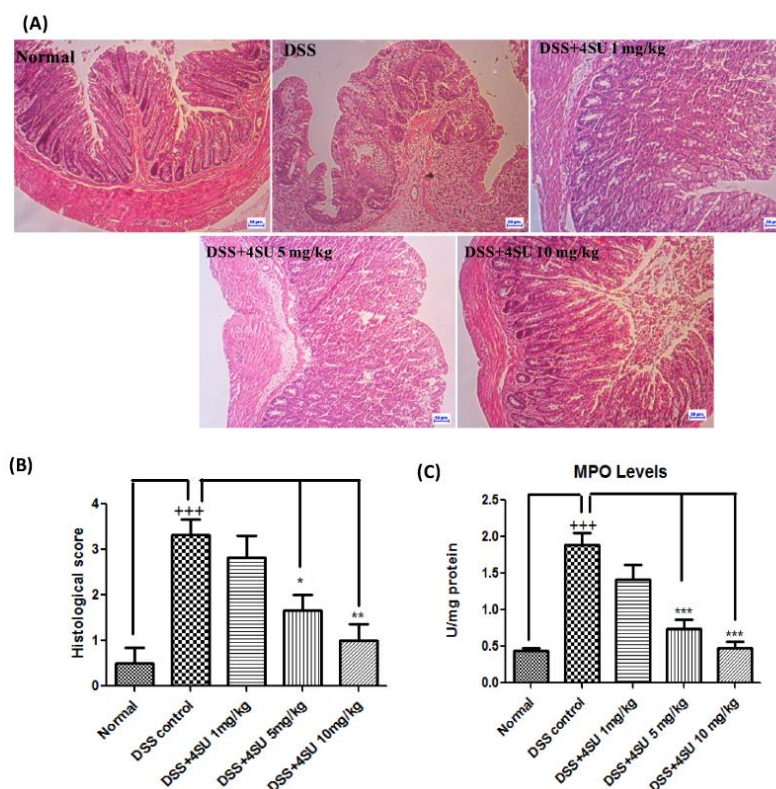 (A)
Normal
DSS
DSS+4SU 1 mg/kg
DSS+4SU 5 mg/kg
DSS+4SU 10 mg/kg
(B)
Histological score
4
3
2
1
0
+++
*
**
Normal
DSS control
DSS+4SU 1mg/kg
DSS+4SU 5mg/kg
DSS+4SU 10mg/kg
(C)
MPO Levels
U/mg protein
2.5
2.0
1.5
1.0
0.5
0.0
+++
***
***
Normal
DSS control
DSS+4SU 1mg/kg
DSS+4SU 5 mg/kg
DSS+4SU 10 mg/kg